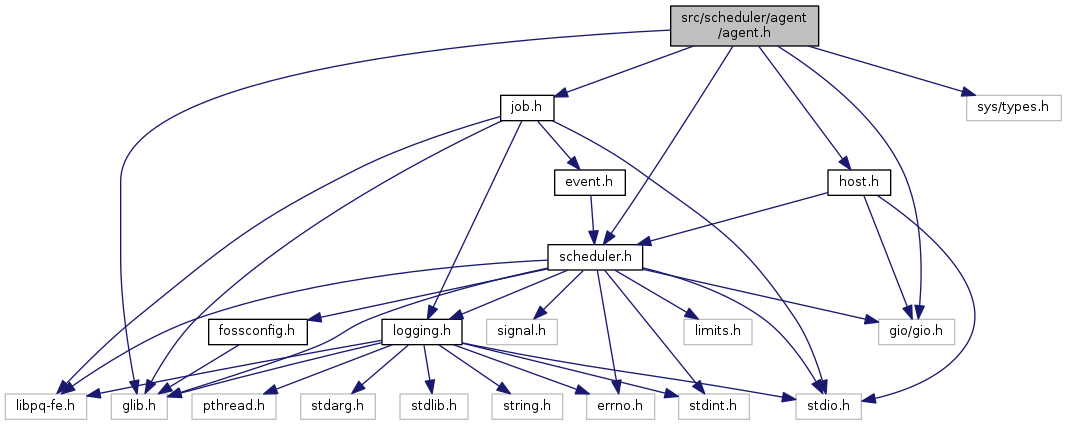 src/scheduler/agent
/agent.h
job.h
sys/types.h
event.h
host.h
scheduler.h
fossconfig.h
logging.h
signal.h
limits.h
gio/gio.h
libpq-fe.h
glib.h
pthread.h
stdarg.h
stdlib.h
string.h
errno.h
stdint.h
stdio.h